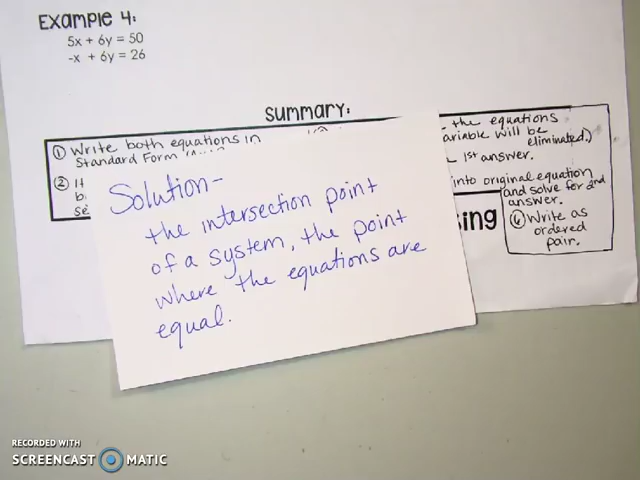 Example 4:
5x + 6y = 50
-x + 6y = 26
Summary:
① Write both equations in
Standard Form
②
Solution-
the intersection point
of a system, the point
where the equations are
equal.
the equations
variable will be
eliminated.)
1st answer.
into original equation
and solve for 2nd
answer.
④ Write as
ordered
pair.
sing
RECORDED WITH
SCREENCAST MATIC